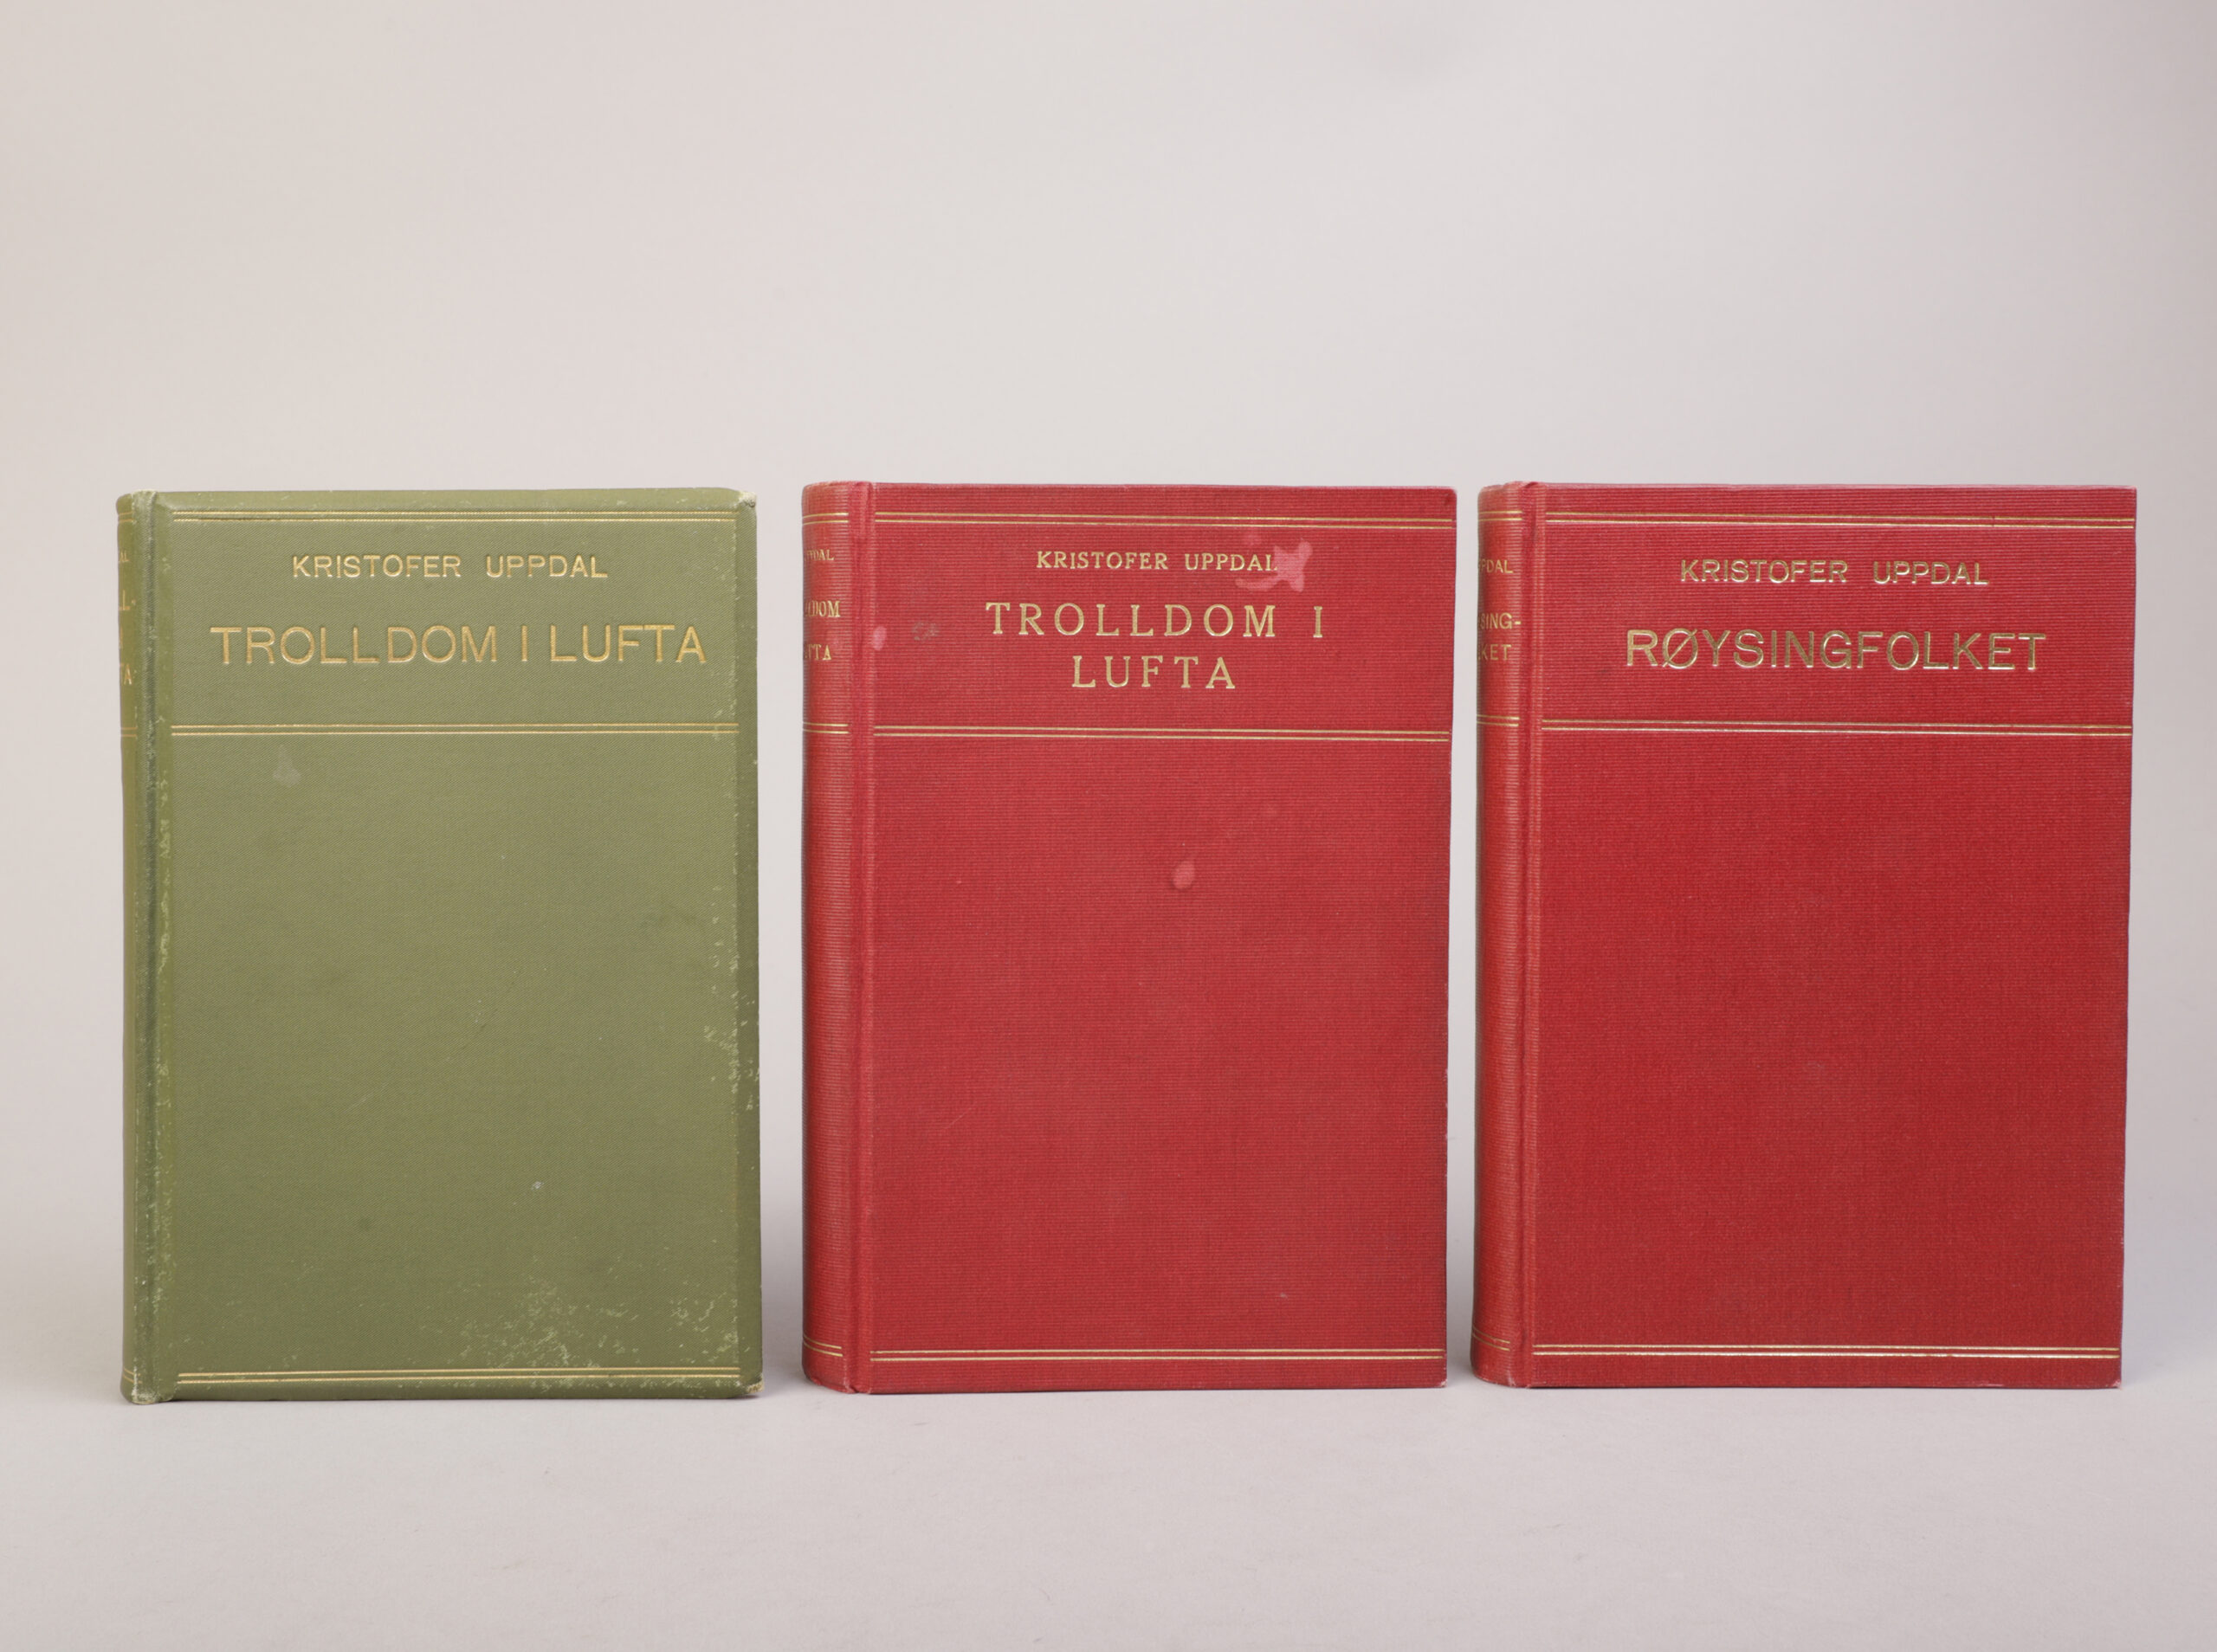 KRISTOFER UPPDAL
TROLLDOM I LUFTA
KRISTOFER UPPDAL
TROLLDOM I
LUFTA
KRISTOFER UPPDAL
RØYSINGFOLKET